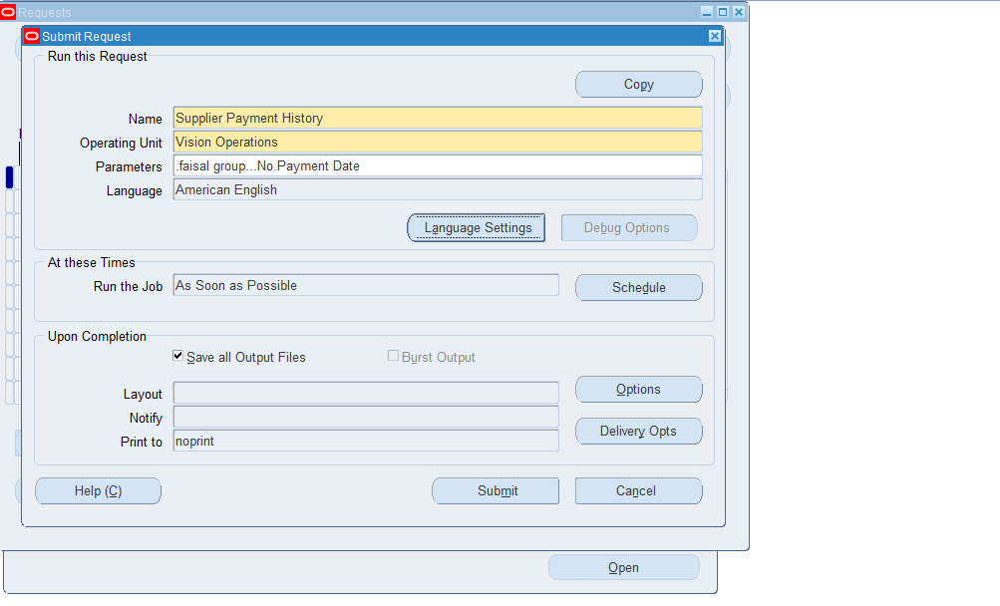 Requests
Submit Request
Run this Request
Copy
Name Supplier Payment History
Operating Unit Vision Operations
Parameters .faisal group...No.Payment Date
Language American English
Language Settings Debug Options
At these Times
Run the Job As Soon as Possible Schedule
Upon Completion
Save all Output Files Burst Output
Layout Options
Notify
Print to noprint Delivery Opts
Help (C) Submit Cancel
Open